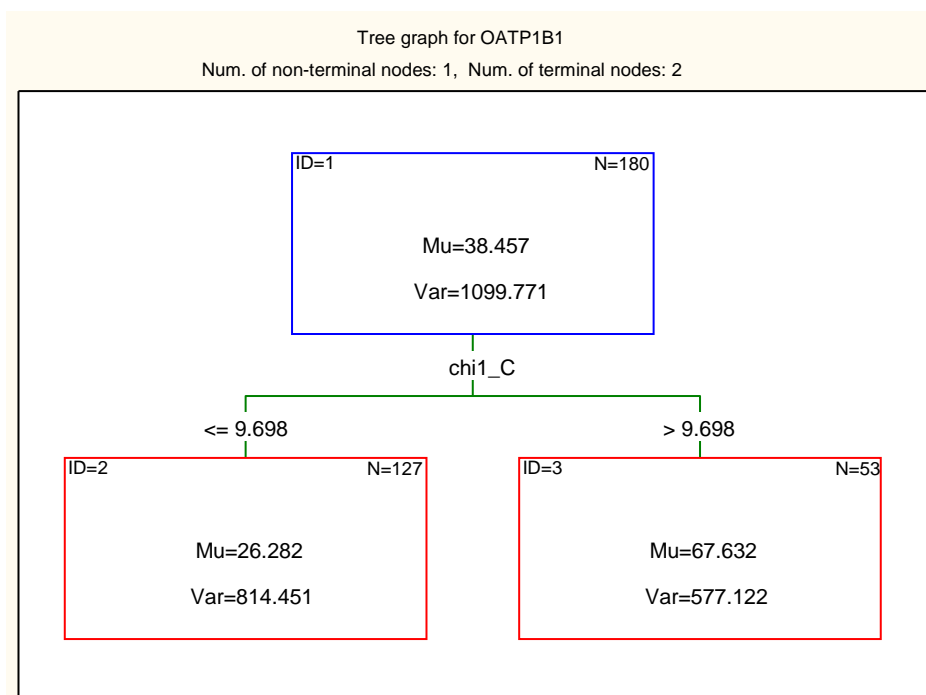 Tree graph for OATP1B1
Num. of non-terminal nodes: 1,  Num. of terminal nodes: 2
ID=1 N=180
Mu=38.457
Var=1099.771
chi1_C
<= 9.698 > 9.698
ID=2 N=127 ID=3 N=53
Mu=26.282 Mu=67.632
Var=814.451 Var=577.122